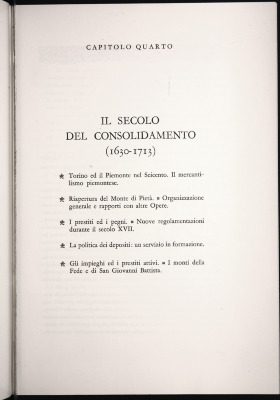 CAPITOLO QUARTO
IL SECOLO
DEL CONSOLIDAMENTO
(1630-1713)
* Torino ed il Piemonte nel Seicento. Il mercanti-
lismo piemontese.
* Riapertura del Monte di Pietà. * Organizzazione
generale e rapporti con altre Opere.
* I prestiti ed i pegni. * Nuove regolamentazioni
durante il secolo XVII.
* La politica dei depositi: un servizio in formazione.
* Gli impieghi ed i prestiti attivi. * I monti della
Fede e di San Giovanni Battista.